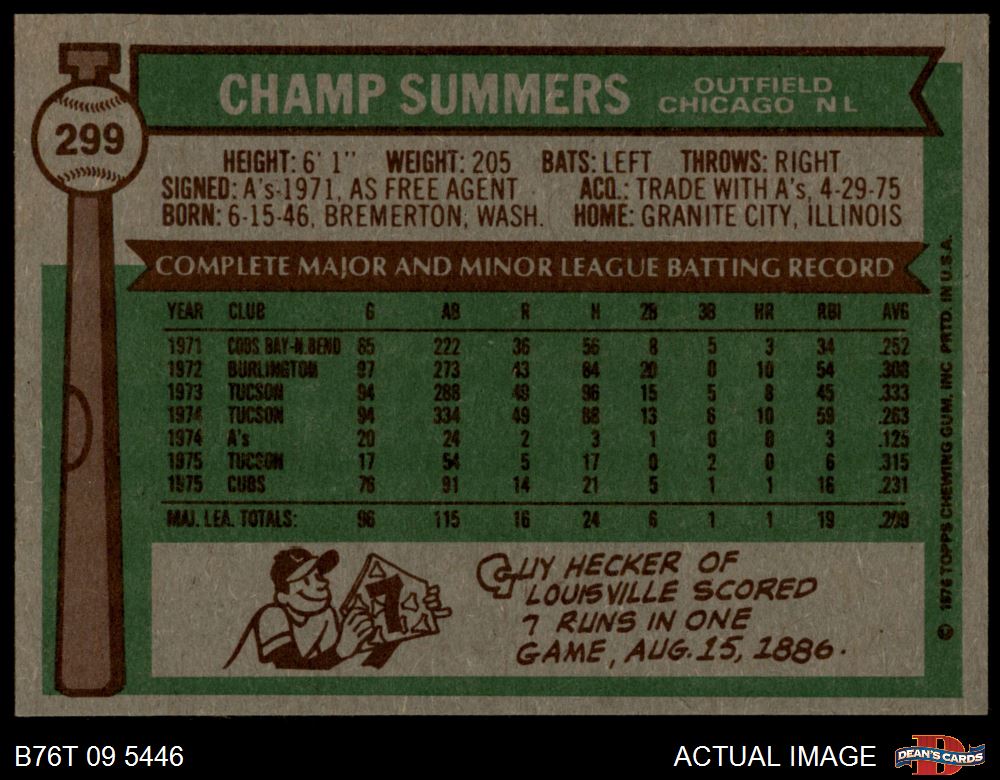 299
CHAMP SUMMERS
OUTFIELD
CHICAGO NL
HEIGHT: 6' 1" WEIGHT: 205 BATS: LEFT THROWS: RIGHT
SIGNED: A's-1971, AS FREE AGENT ACQ.: TRADE WITH A's, 4-29-75
BORN: 6-15-46, BREMERTON, WASH. HOME: GRANITE CITY, ILLINOIS
COMPLETE MAJOR AND MINOR LEAGUE BATTING RECORD
YEAR CLUB G AB R H 2B 3B HR RBI AVG
1971 COOS BAY-N.BEND 65 222 36 56 8 5 3 34 .252
1972 BURLINGTON 97 273 43 84 20 0 10 54 .308
1973 TUCSON 94 288 49 96 15 5 8 45 .333
1974 TUCSON 94 334 49 88 13 6 10 59 .263
1974 A's 20 24 2 3 1 0 0 3 .125
1975 TUCSON 17 54 5 17 0 2 0 6 .315
1975 CUBS 76 91 14 21 5 1 1 16 .231
MAJ. LEA. TOTALS: 96 115 16 24 6 1 1 19 .209
GUY HECKER OF
LOUISVILLE SCORED
7 RUNS IN ONE
GAME, AUG. 15, 1886.
7
© 1976 TOPPS CHEWING GUM, INC PRTD. IN U.S.A.
B76T 09 5446
ACTUAL IMAGE
D
DEAN'S CARDS